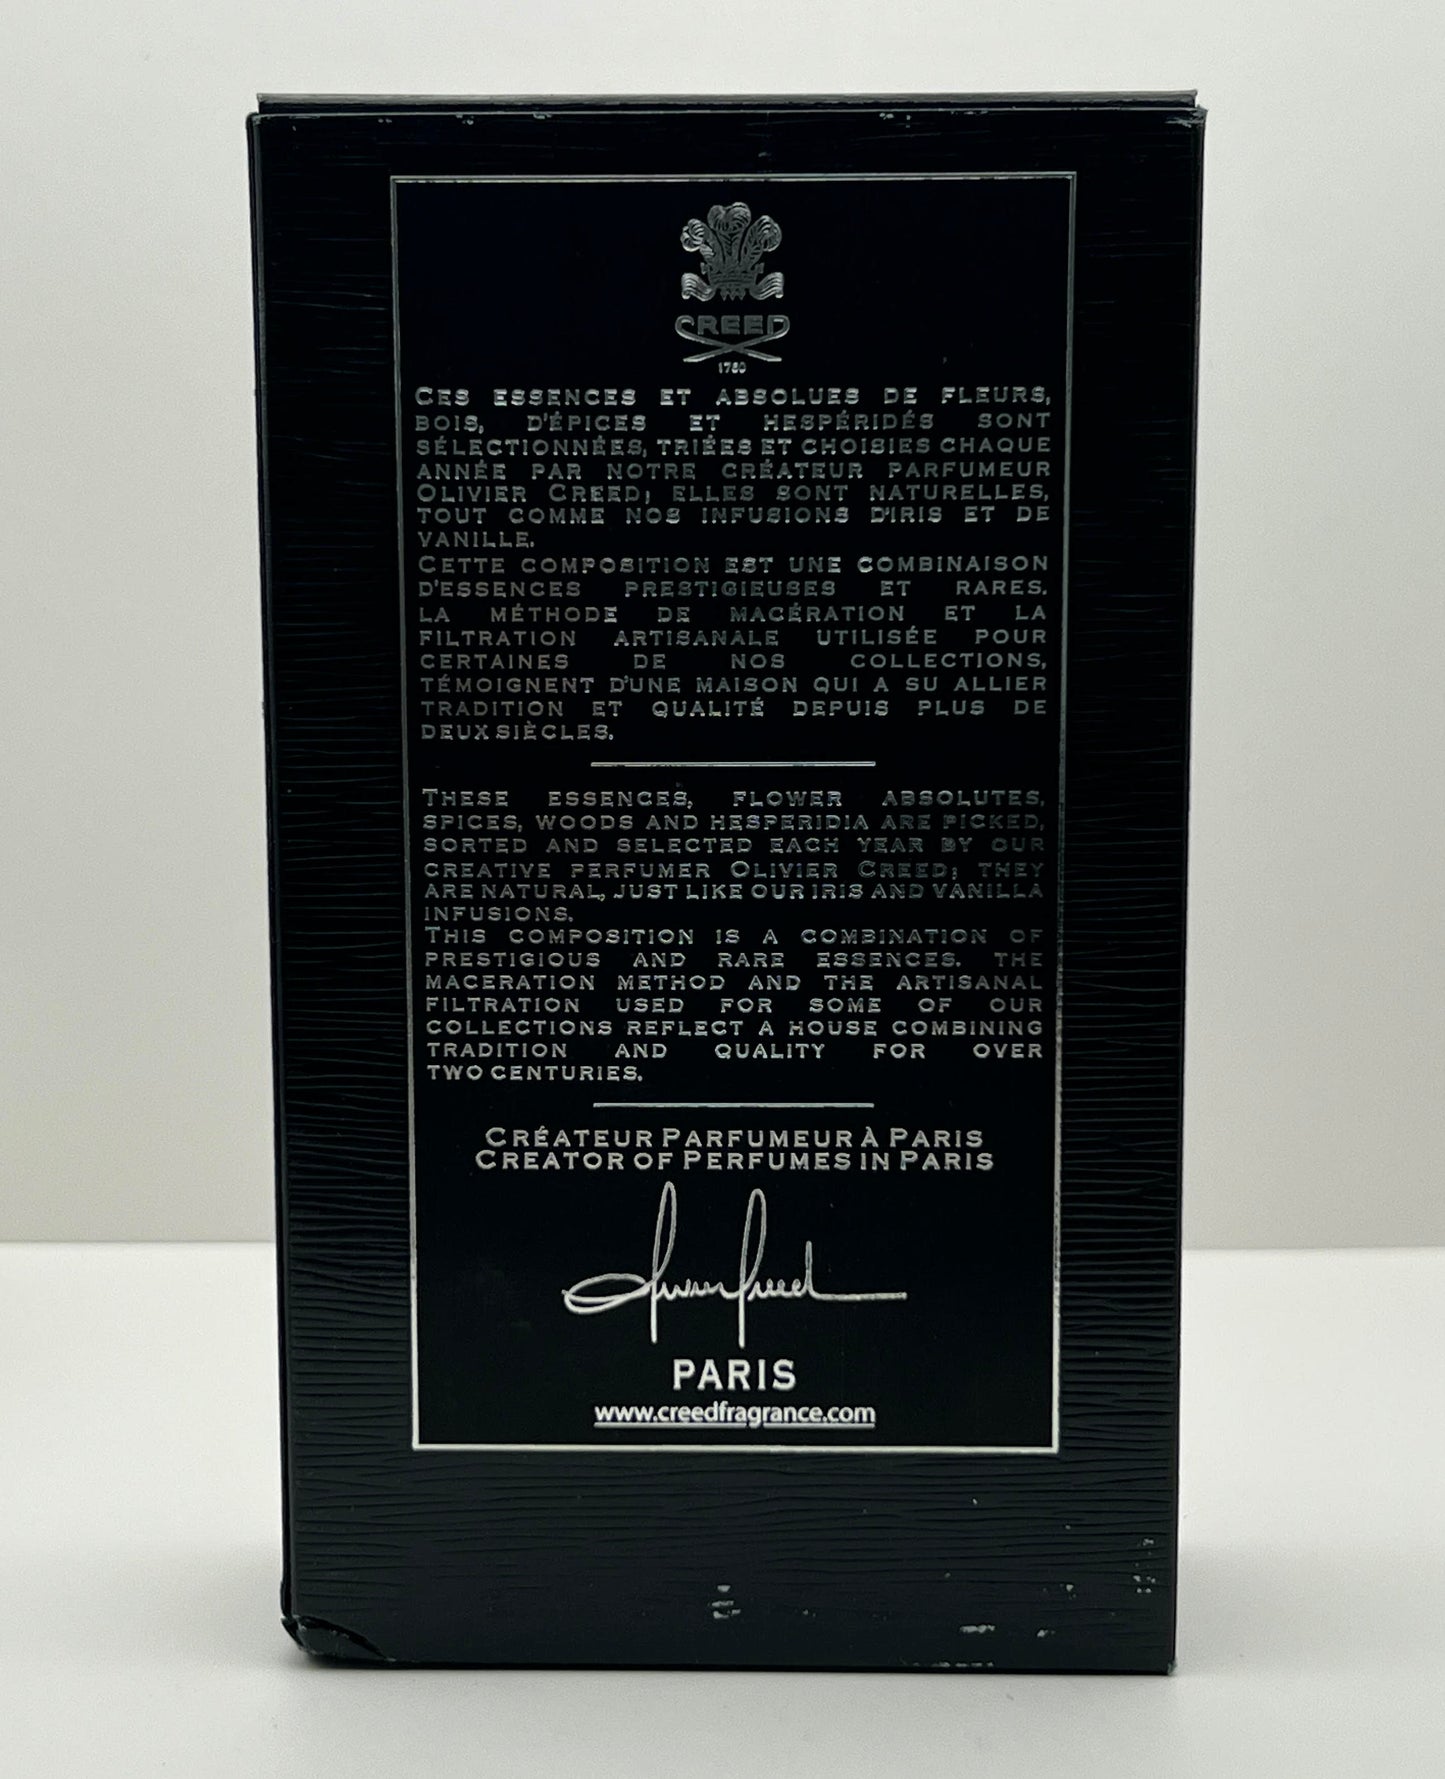 CREED
1760
CES ESSENCES ET ABSOLUES DE FLEURS,
BOIS, D'ÉPICES ET HESPÉRIDÉS SONT
SÉLECTIONNÉES, TRIÉES ET CHOISIES CHAQUE
ANNÉE PAR NOTRE CRÉATEUR PARFUMEUR
OLIVIER CREED; ELLES SONT NATURELLES,
TOUT COMME NOS INFUSIONS D'IRIS ET DE
VANILLE.
CETTE COMPOSITION EST UNE COMBINAISON
D'ESSENCES PRESTIGIEUSES ET RARES.
LA MÉTHODE DE MACÉRATION ET LA
FILTRATION ARTISANALE UTILISÉE POUR
CERTAINES DE NOS COLLECTIONS,
TÉMOIGNENT D'UNE MAISON QUI A SU ALLIER
TRADITION ET QUALITÉ DEPUIS PLUS DE
DEUX SIÈCLES.
THESE ESSENCES, FLOWER ABSOLUTES,
SPICES, WOODS AND HESPERIDIA ARE PICKED,
SORTED AND SELECTED EACH YEAR BY OUR
CREATIVE PERFUMER OLIVIER CREED; THEY
ARE NATURAL, JUST LIKE OUR IRIS AND VANILLA
INFUSIONS.
THIS COMPOSITION IS A COMBINATION OF
PRESTIGIOUS AND RARE ESSENCES. THE
MACERATION METHOD AND THE ARTISANAL
FILTRATION USED FOR SOME OF OUR
COLLECTIONS REFLECT A HOUSE COMBINING
TRADITION AND QUALITY FOR OVER
TWO CENTURIES.
CRÉATEUR PARFUMEUR À PARIS
CREATOR OF PERFUMES IN PARIS
PARIS
www.creedfragrance.com